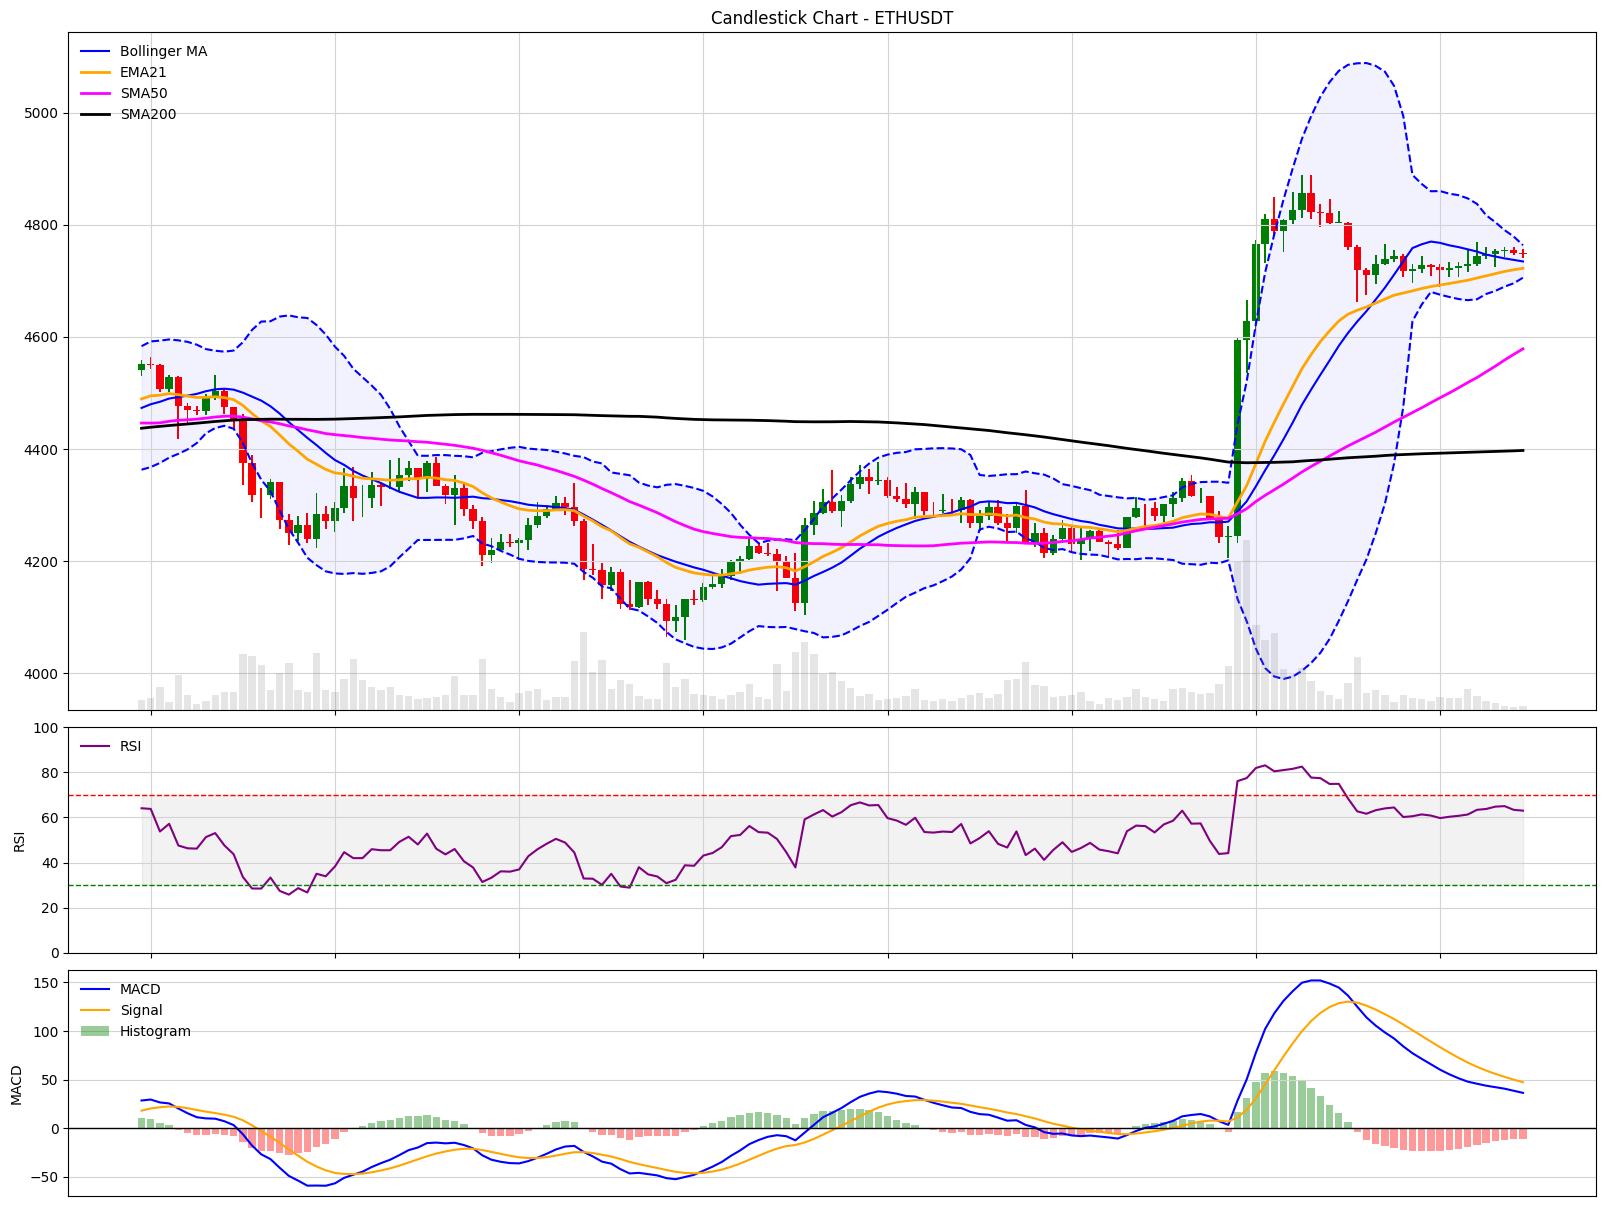 Candlestick Chart - ETHUSDT
Bollinger MA
EMA21
SMA50
SMA200
5000
4800
4600
4400
4200
4000
RSI
100
80
60
40
20
0
RSI
MACD
Signal
Histogram
150
100
50
0
−50
MACD